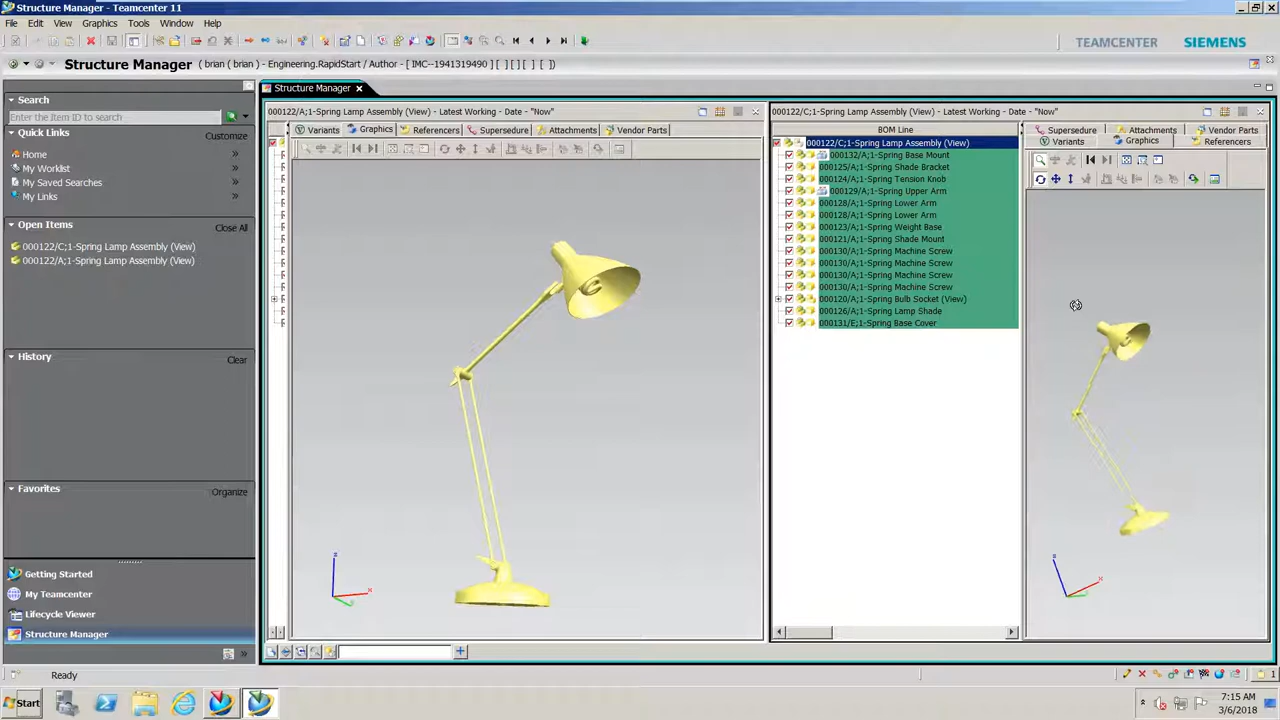 Structure Manager - Teamcenter 11
File Edit View Graphics Tools Window Help
TEAMCENTER SIEMENS
Structure Manager ( brian ( brian ) - Engineering.RapidStart / Author - [ IMC--1941319490 ] [ ] [ ] [ ] [ ] )
Search
Enter the Item ID to search
Quick Links Customize
Home
My Worklist
My Saved Searches
My Links
Open Items Close All
000122/C;1-Spring Lamp Assembly (View)
000122/A;1-Spring Lamp Assembly (View)
History Clear
Favorites Organize
Getting Started
My Teamcenter
Lifecycle Viewer
Structure Manager
Structure Manager
000122/A;1-Spring Lamp Assembly (View) - Latest Working - Date - "Now"
Variants Graphics Referencers Supersedure Attachments Vendor Parts
z
x
000122/C;1-Spring Lamp Assembly (View) - Latest Working - Date - "Now"
BOM Line
000122/C;1-Spring Lamp Assembly (View)
000132/A;1-Spring Base Mount
000125/A;1-Spring Shade Bracket
000124/A;1-Spring Tension Knob
000129/A;1-Spring Upper Arm
000128/A;1-Spring Lower Arm
000128/A;1-Spring Lower Arm
000123/A;1-Spring Weight Base
000121/A;1-Spring Shade Mount
000130/A;1-Spring Machine Screw
000130/A;1-Spring Machine Screw
000130/A;1-Spring Machine Screw
000130/A;1-Spring Machine Screw
000120/A;1-Spring Bulb Socket (View)
000126/A;1-Spring Lamp Shade
000131/E;1-Spring Base Cover
Supersedure Attachments Vendor Parts
Variants Graphics Referencers
z
x
Ready
1
Start
7:15 AM
3/6/2018